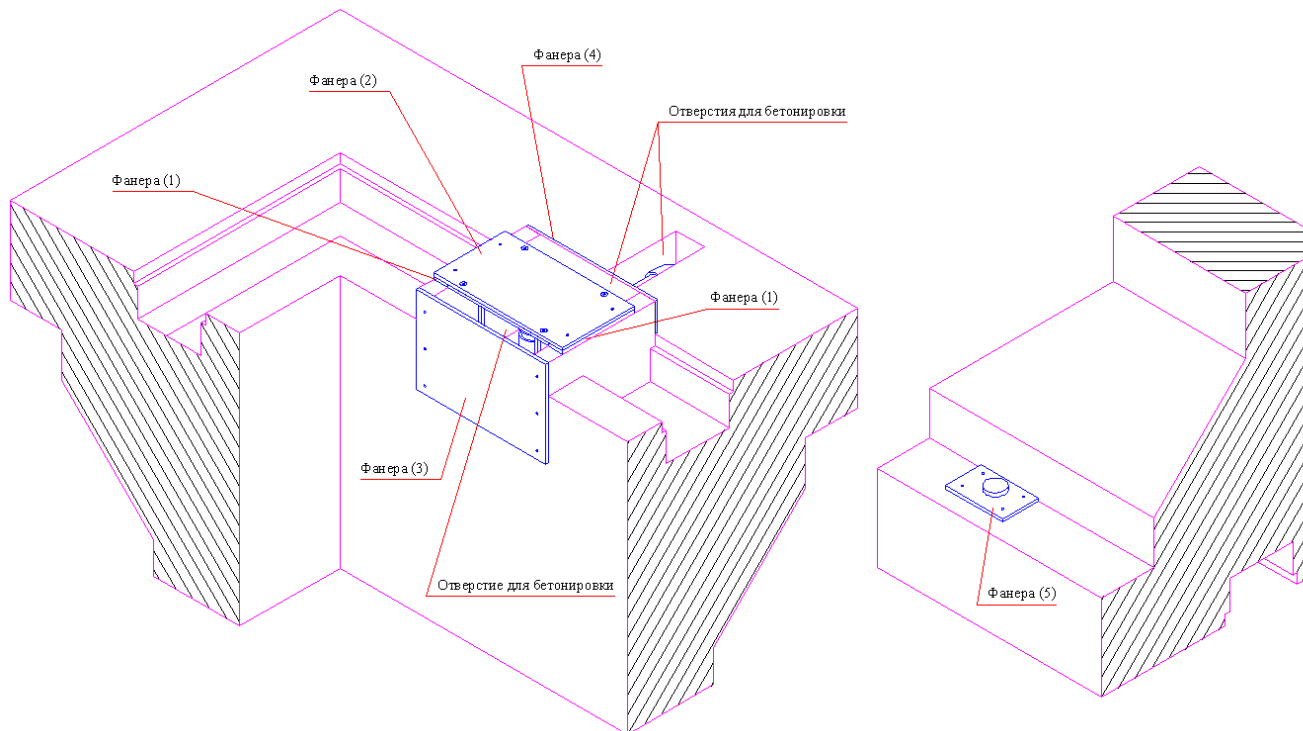 Фанера (4)
Фанера (2)
Отверстия для бетонировки
Фанера (1)
Фанера (1)
Фанера (3)
Отверстие для бетонировки
Фанера (5)